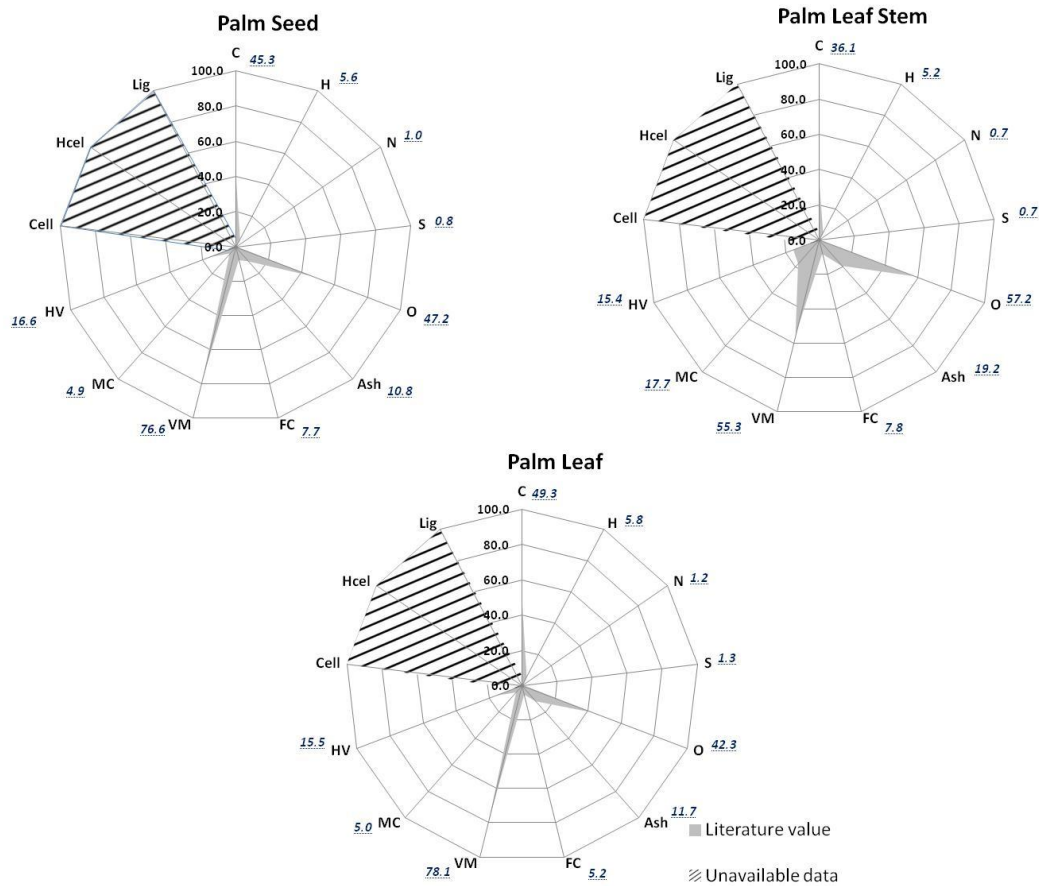 Palm Seed
C 45.3
H 5.6
N 1.0
S 0.8
O 47.2
Ash 10.8
FC 7.7
VM 76.6
MC 4.9
HV 16.6
Cell
Hcel
Lig
100.0
80.0
60.0
40.0
20.0
0.0
Palm Leaf Stem
C 36.1
H 5.2
N 0.7
S 0.7
O 57.2
Ash 19.2
FC 7.8
VM 55.3
MC 17.7
HV 15.4
Cell
Hcel
Lig
100.0
80.0
60.0
40.0
20.0
0.0
Palm Leaf
C 49.3
H 5.8
N 1.2
S 1.3
O 42.3
Ash 11.7
FC 5.2
VM 78.1
MC 5.0
HV 15.5
Cell
Hcel
Lig
100.0
80.0
60.0
40.0
20.0
0.0
Literature value
Unavailable data